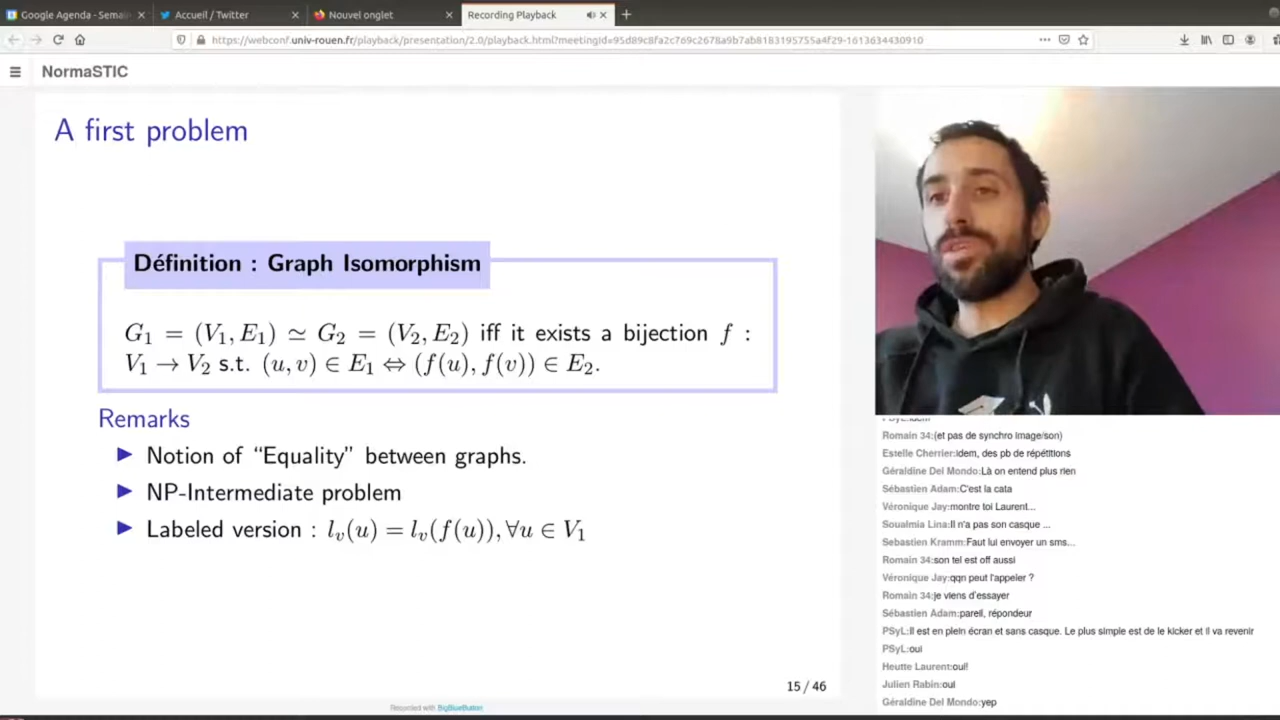 Google Agenda - Semai
Accueil / Twitter
Nouvel onglet
Recording Playback
https://webconf.univ-rouen.fr/playback/presentation/2.0/playback.html?meetingId=95d89c8fa2c769c2678a9b7ab8183195755a4f29-1613634430910
NormaSTIC
A first problem
Définition : Graph Isomorphism
G₁ = (V₁, E₁) ≃ G₂ = (V₂, E₂) iff it exists a bijection f :
V₁ → V₂ s.t. (u, v) ∈ E₁ ⇔ (f(u), f(v)) ∈ E₂.
Remarks
Notion of “Equality” between graphs.
NP-Intermediate problem
Labeled version : lᵥ(u) = lᵥ(f(u)), ∀u ∈ V₁
15 / 46
Recorded with BigBlueButton
Romain 34:(et pas de synchro image/son)
Estelle Cherrier:idem, des pb de répétitions
Géraldine Del Mondo:Là on entend plus rien
Sébastien Adam:C'est la cata
Véronique Jay:montre toi Laurent...
Soualmia Lina:Il n'a pas son casque ...
Sebastien Kramm:Faut lui envoyer un sms...
Romain 34:son tel est off aussi
Véronique Jay:qqn peut l'appeler ?
Romain 34:je viens d'essayer
Sébastien Adam:pareil, répondeur
PSyL:Il est en plein écran et sans casque. Le plus simple est de le kicker et il va revenir
PSyL:oui
Heutte Laurent:oui!
Julien Rabin:oui
Géraldine Del Mondo:yep